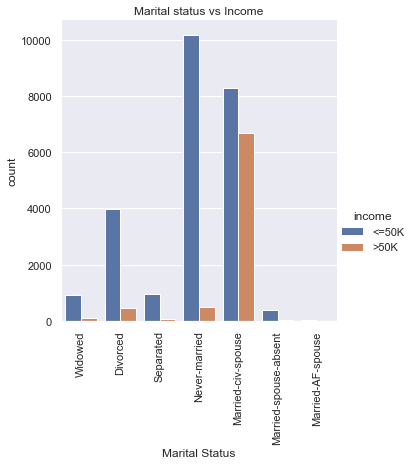 Marital status vs Income
10000
8000
6000
4000
2000
0
count
income
<=50K
>50K
Widowed
Divorced
Separated
Never-married
Married-civ-spouse
Married-spouse-absent
Married-AF-spouse
Marital Status